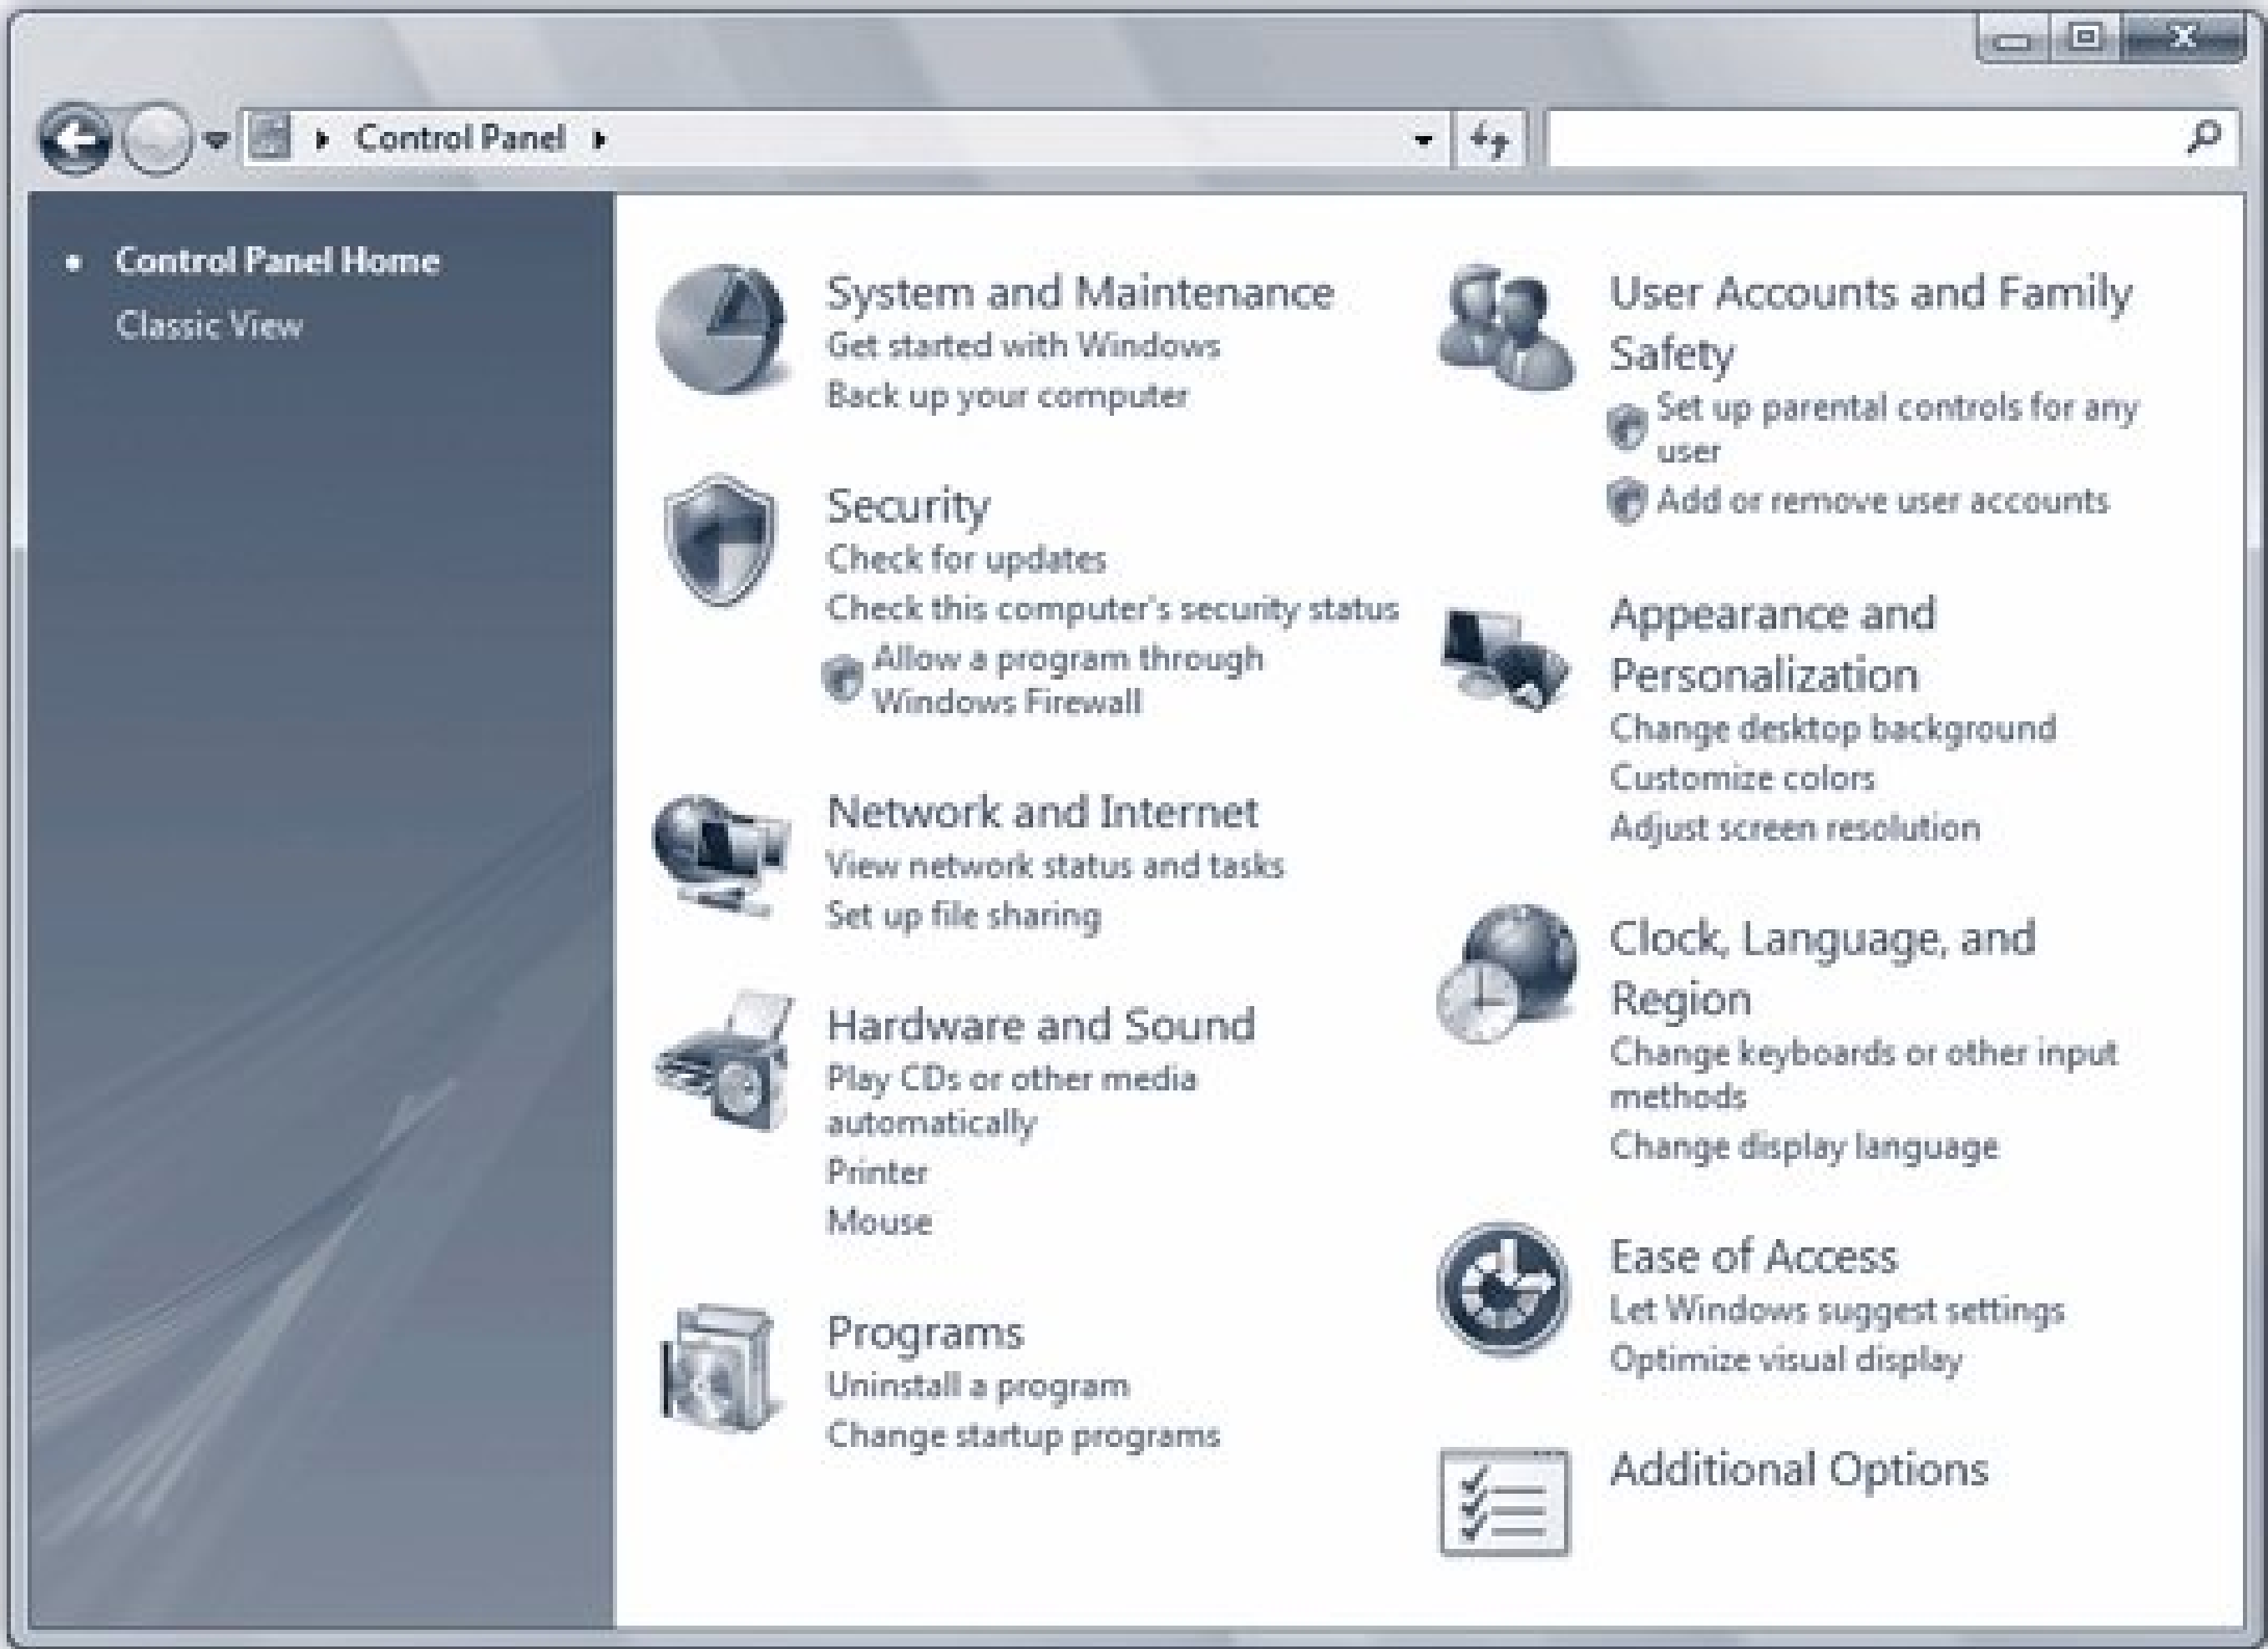 Control Panel
Control Panel Home
Classic View
System and Maintenance
Get started with Windows
Back up your computer
Security
Check for updates
Check this computer's security status
Allow a program through
Windows Firewall
Network and Internet
View network status and tasks
Set up file sharing
Hardware and Sound
Play CDs or other media
automatically
Printer
Mouse
Programs
Uninstall a program
Change startup programs
User Accounts and Family
Safety
Set up parental controls for any
user
Add or remove user accounts
Appearance and
Personalization
Change desktop background
Customize colors
Adjust screen resolution
Clock, Language, and
Region
Change keyboards or other input
methods
Change display language
Ease of Access
Let Windows suggest settings
Optimize visual display
Additional Options